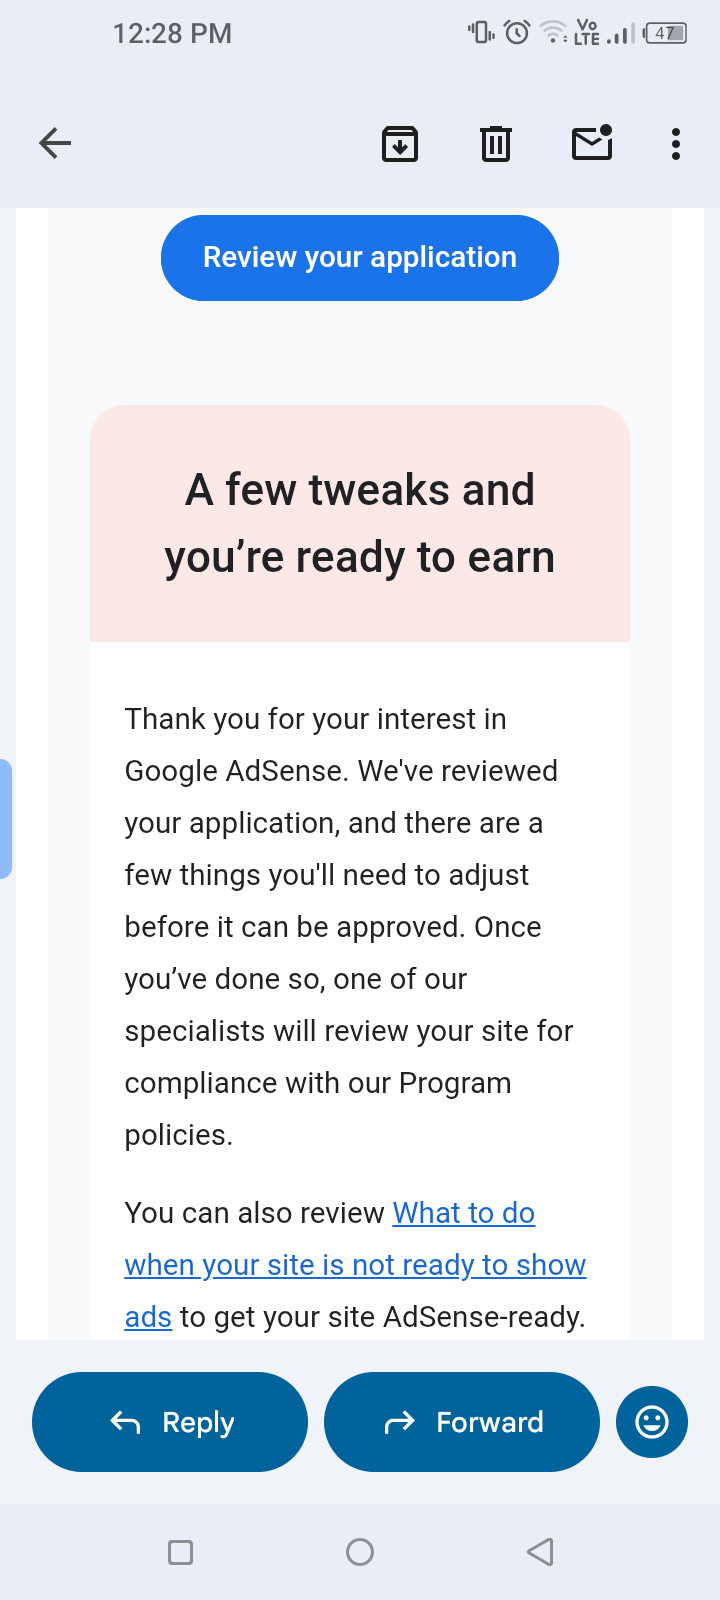 12:28 PM
Vo
LTE
47
Review your application
A few tweaks and
you’re ready to earn
Thank you for your interest in
Google AdSense. We've reviewed
your application, and there are a
few things you'll need to adjust
before it can be approved. Once
you’ve done so, one of our
specialists will review your site for
compliance with our Program
policies.
You can also review What to do
when your site is not ready to show
ads to get your site AdSense-ready.
Reply
Forward